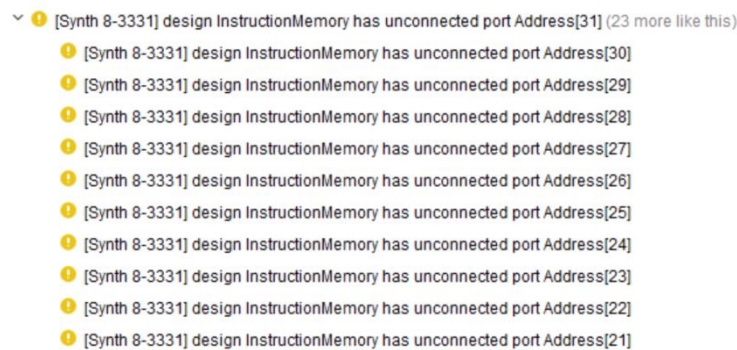 [Synth 8-3331] design InstructionMemory has unconnected port Address[31] (23 more like this)
[Synth 8-3331] design InstructionMemory has unconnected port Address[30]
[Synth 8-3331] design InstructionMemory has unconnected port Address[29]
[Synth 8-3331] design InstructionMemory has unconnected port Address[28]
[Synth 8-3331] design InstructionMemory has unconnected port Address[27]
[Synth 8-3331] design InstructionMemory has unconnected port Address[26]
[Synth 8-3331] design InstructionMemory has unconnected port Address[25]
[Synth 8-3331] design InstructionMemory has unconnected port Address[24]
[Synth 8-3331] design InstructionMemory has unconnected port Address[23]
[Synth 8-3331] design InstructionMemory has unconnected port Address[22]
[Synth 8-3331] design InstructionMemory has unconnected port Address[21]